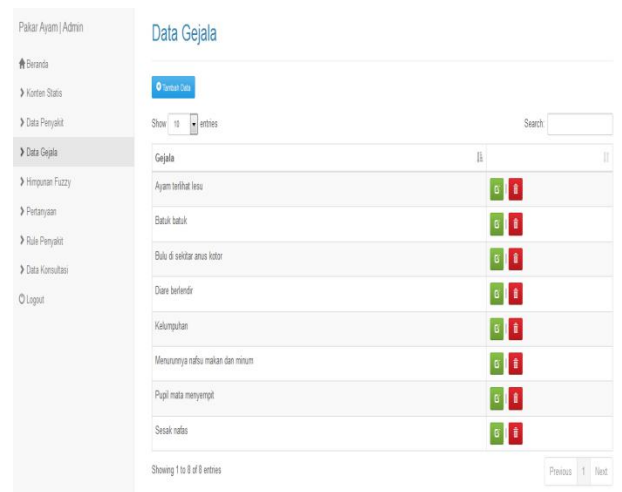 Pakar Ayam | Admin
Beranda
Konten Statis
Data Penyakit
Data Gejala
Himpunan Fuzzy
Pertanyaan
Rule Penyakit
Data Konsultasi
Logout
Data Gejala
Tambah Data
Show 10 entries
Search:
Gejala
Ayam terlihat lesu
Batuk batuk
Bulu di sekitar anus kotor
Diare berlendir
Kelumpuhan
Menurunnya nafsu makan dan minum
Pupil mata menyempit
Sesak nafas
Showing 1 to 8 of 8 entries
Previous 1 Next